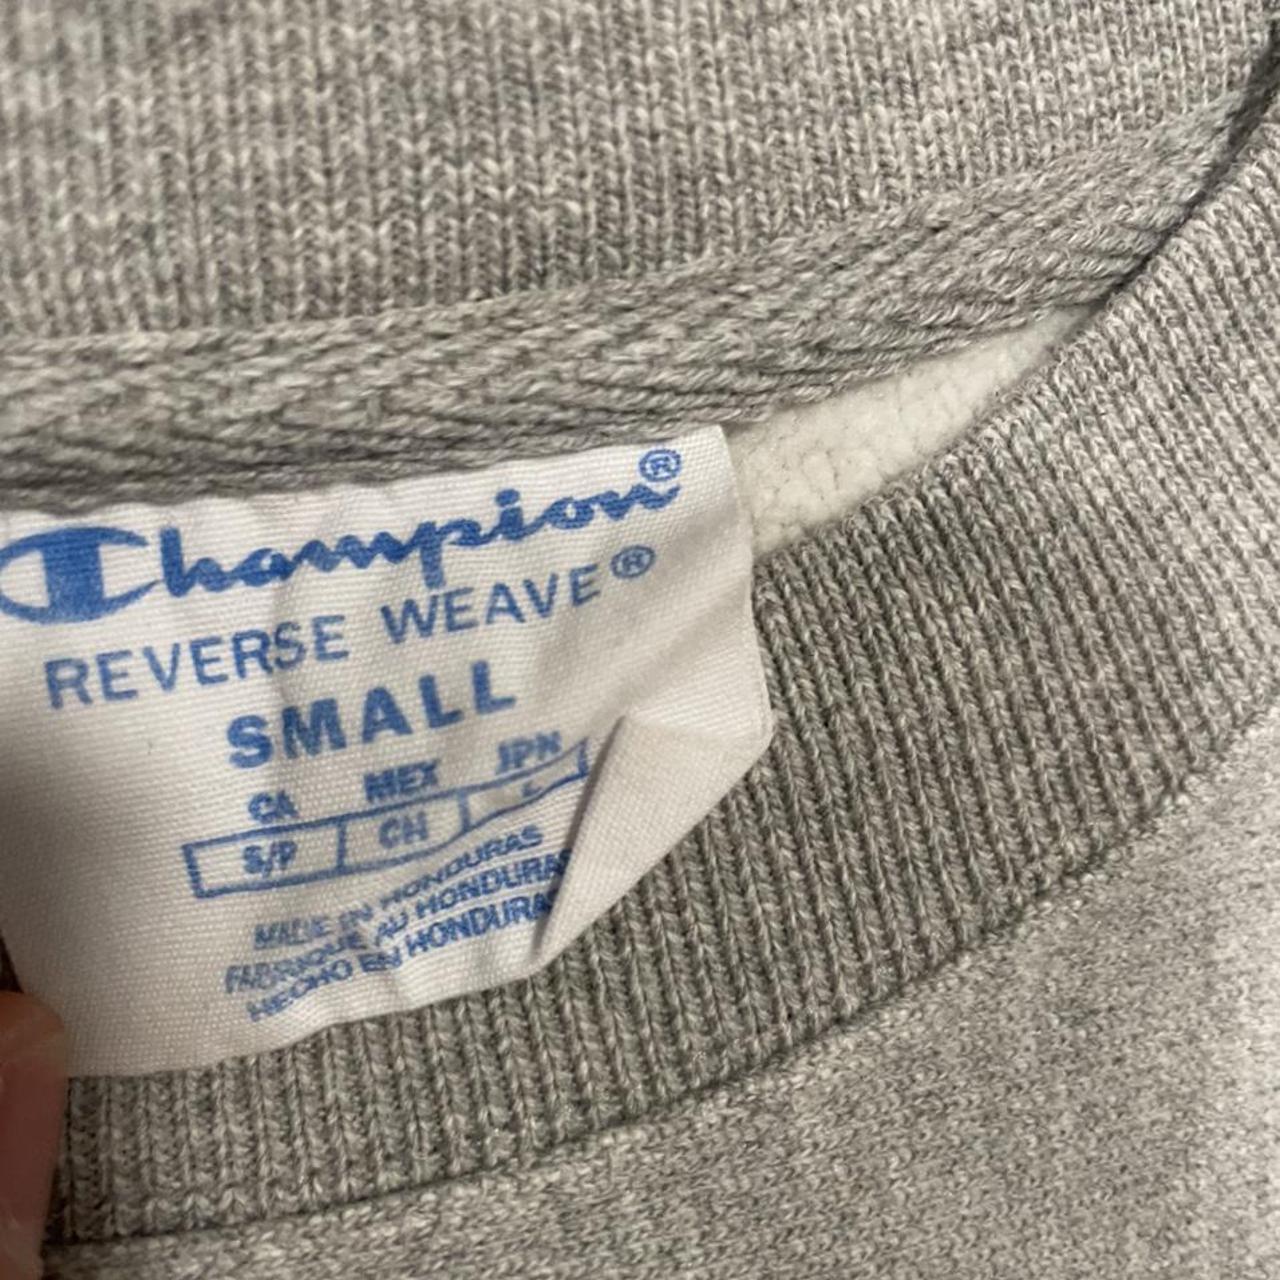 Champion®
REVERSE WEAVE®
SMALL
CA MEX JPN
S/P CH L
MADE IN HONDURAS
FABRIQUE AU HONDURAS
HECHO EN HONDURAS